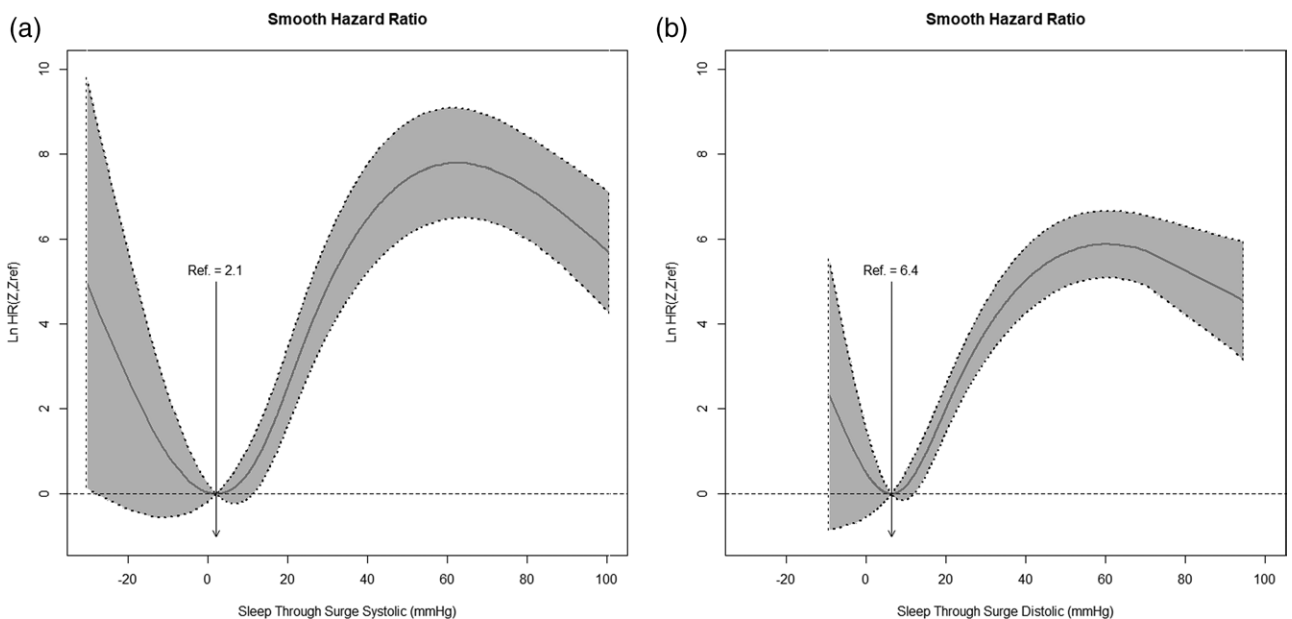 (a)
Smooth Hazard Ratio
10
8
6
4
2
0
Ln HR(Z,Zref)
Ref. = 2.1
-20
0
20
40
60
80
100
Sleep Through Surge Systolic (mmHg)
(b)
Smooth Hazard Ratio
10
8
6
4
2
0
Ln HR(Z,Zref)
Ref. = 6.4
-20
0
20
40
60
80
100
Sleep Through Surge Distolic (mmHg)